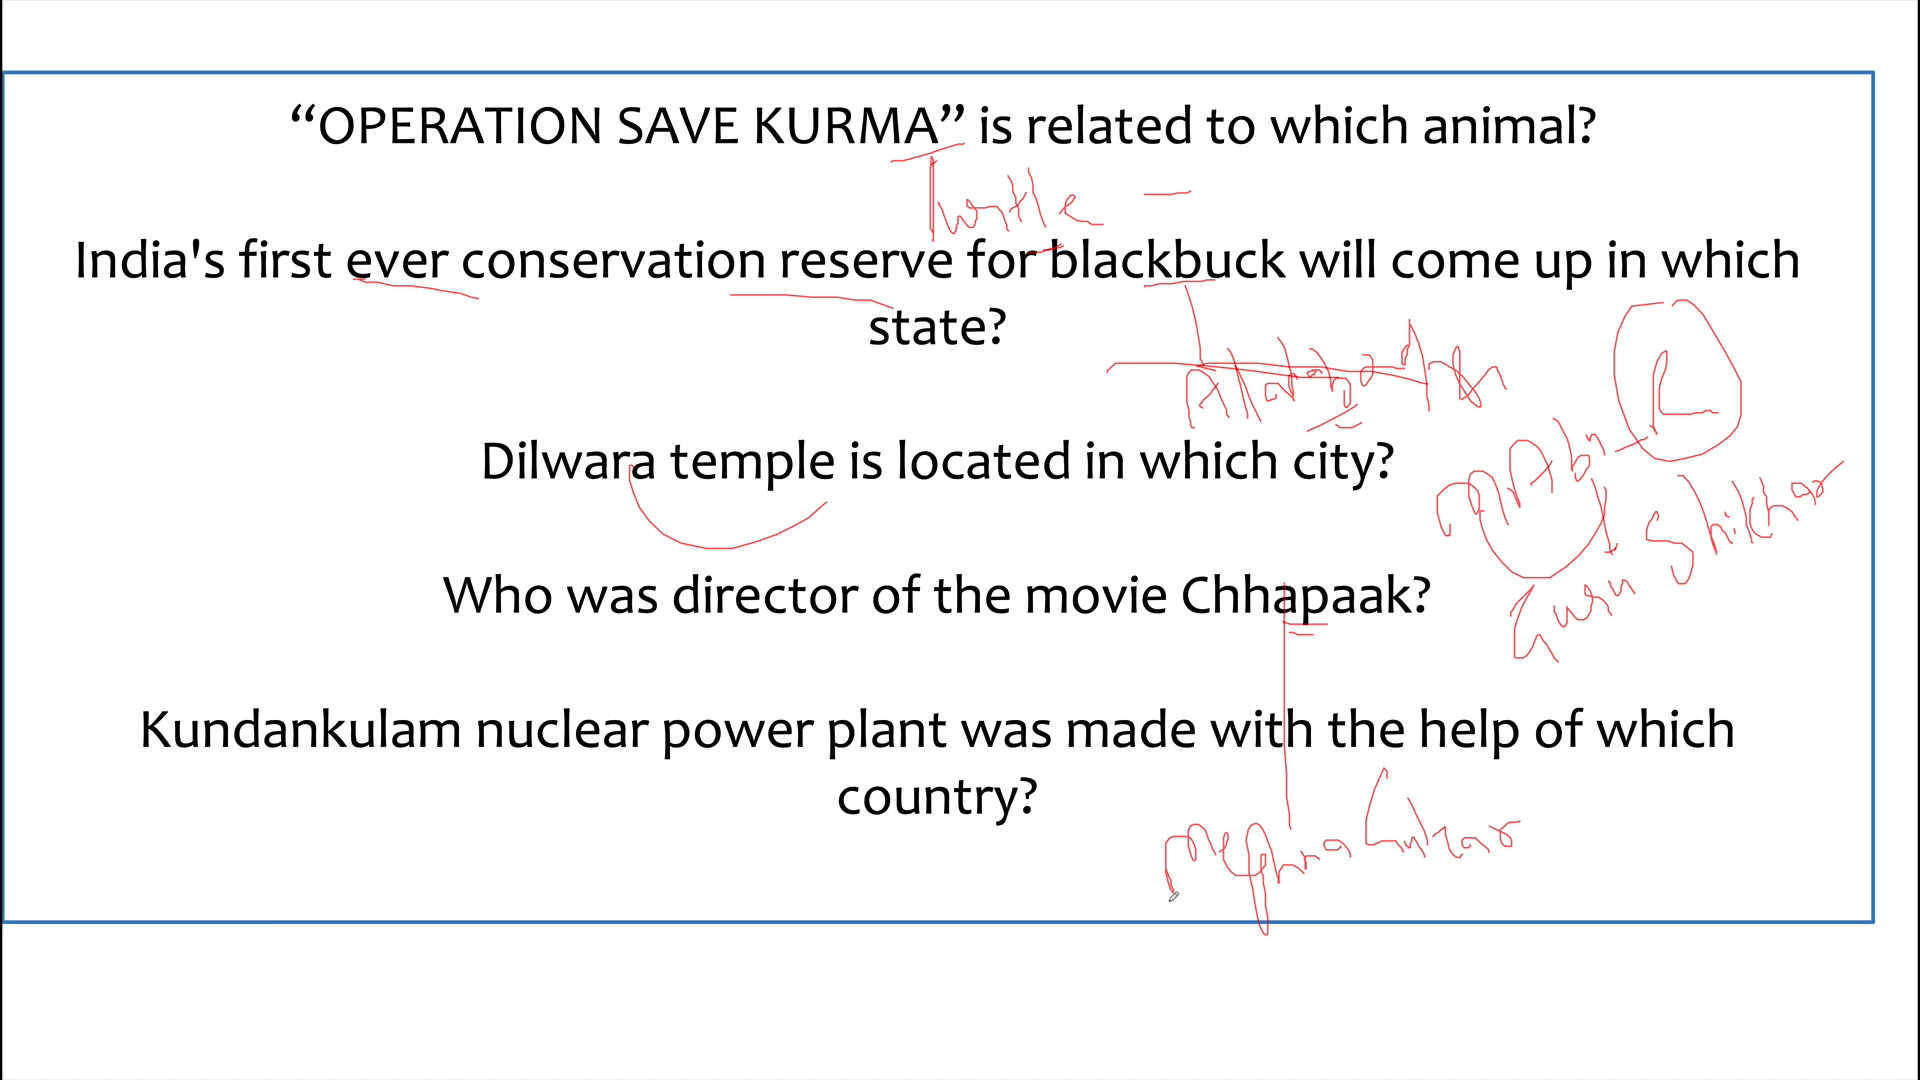 “OPERATION SAVE KURMA” is related to which animal?
Turtle -
India's first ever conservation reserve for blackbuck will come up in which
state?
Allahabad
R
Dilwara temple is located in which city?
Mt Abu -
Guru Shikhar
Who was director of the movie Chhapaak?
Kundankulam nuclear power plant was made with the help of which
country?
Meghna Gulzar